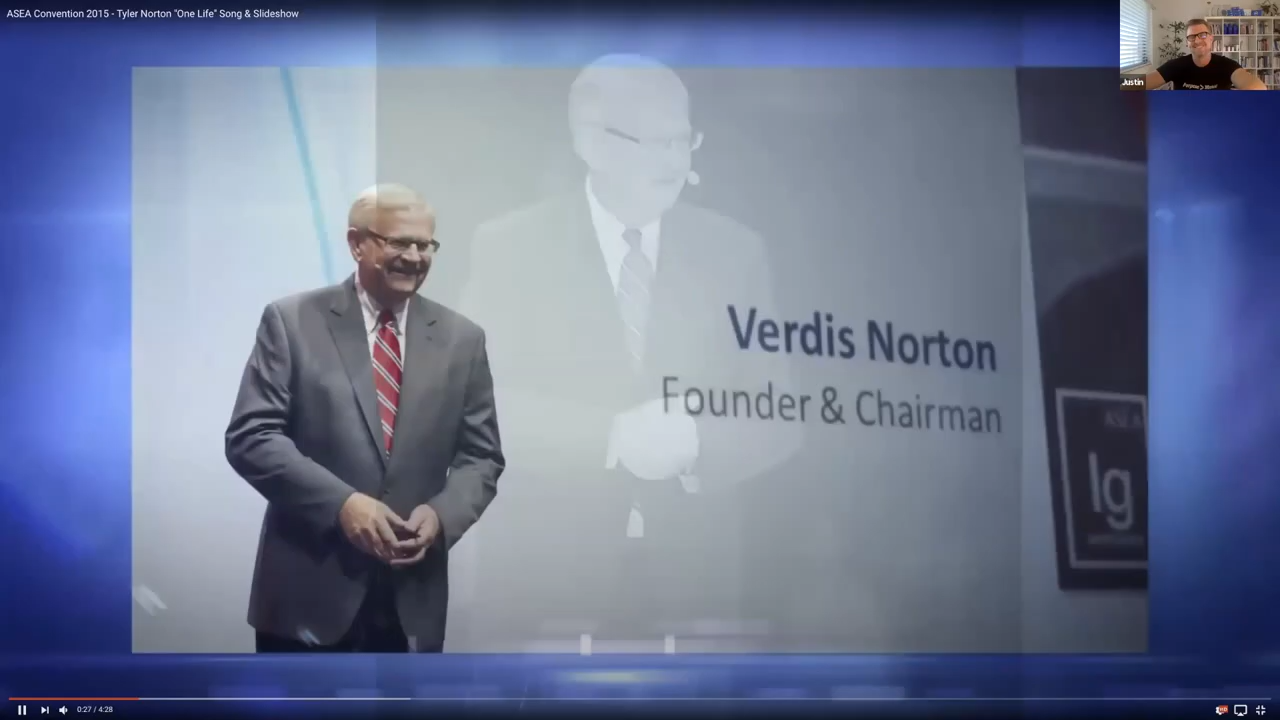 ASEA Convention 2015 - Tyler Norton "One Life" Song & Slideshow
Justin
Verdis Norton
Founder & Chairman
ASEA
Ig
0:27 / 4:28